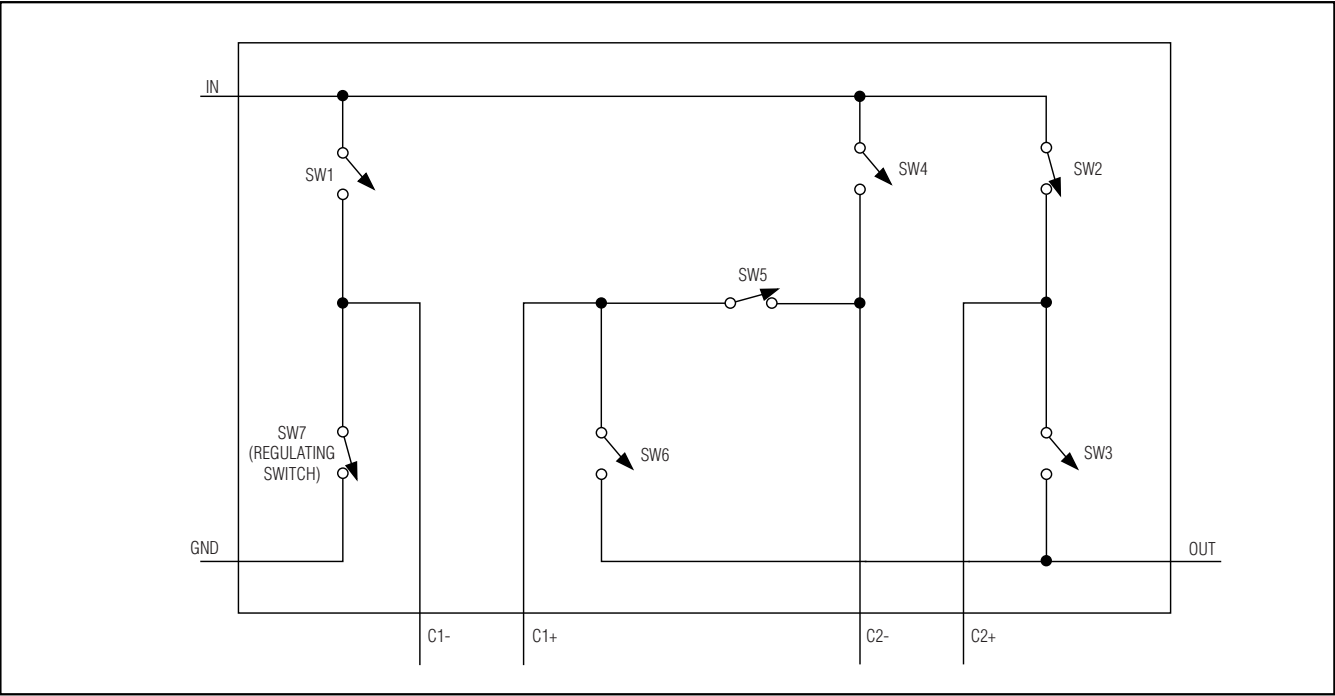 IN
SW1
SW4
SW2
SW5
SW7
(REGULATING
SWITCH)
SW6
SW3
GND
OUT
C1-
C1+
C2-
C2+